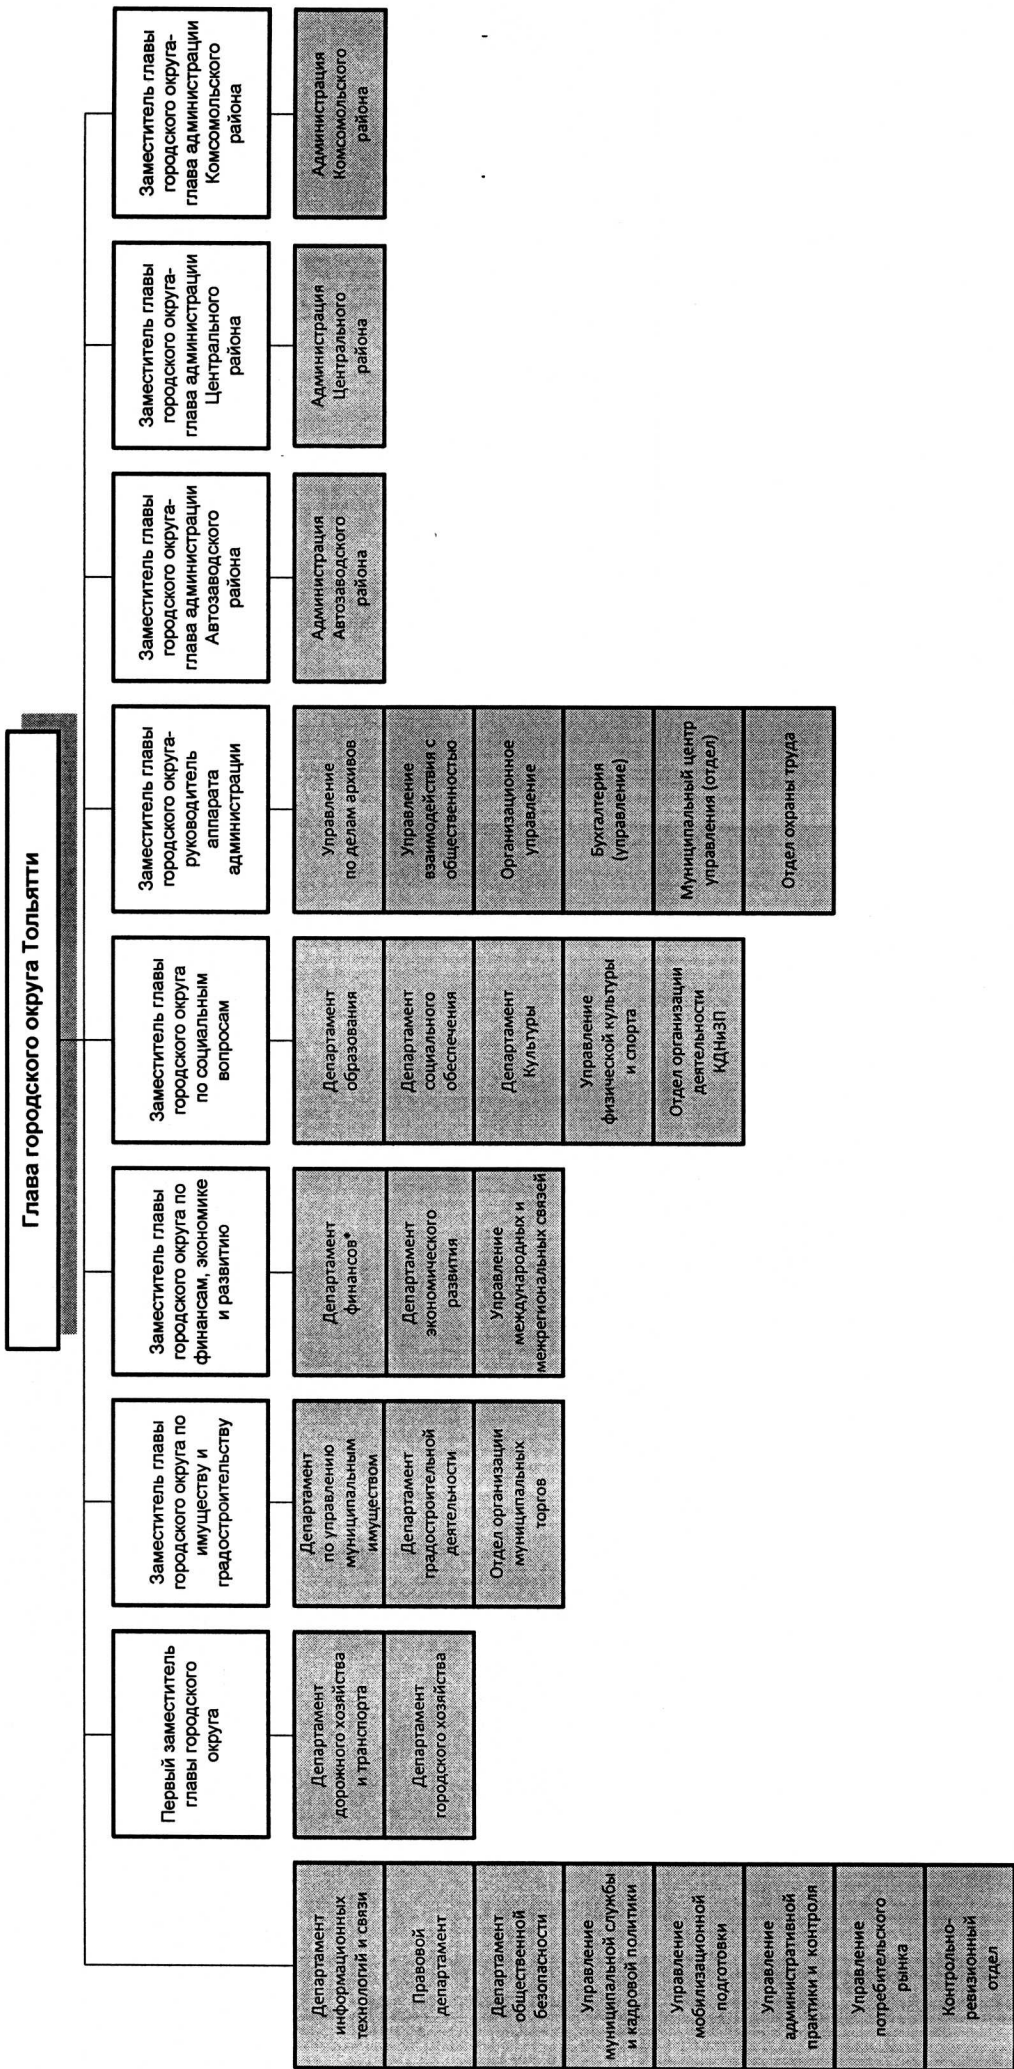 Глава городского округа Тольятти
Первый заместитель
главы городского
округа
Заместитель главы
городского округа по
имуществу и
градостроительству
Заместитель главы
городского округа по
финансам, экономике
и развитию
Заместитель главы
городского округа
по социальным
вопросам
Заместитель главы
городского округа-
руководитель
аппарата
администрации
Заместитель главы
городского округа-
глава администрации
Автозаводского
района
Заместитель главы
городского округа-
глава администрации
Центрального
района
Заместитель главы
городского округа-
глава администрации
Комсомольского
района
Департамент
информационных
технологий и связи
Правовой
департамент
Департамент
общественной
безопасности
Управление
муниципальной службы
и кадровой политики
Управление
мобилизационной
подготовки
Управление
административной
практики и контроля
Управление
потребительского
рынка
Контрольно-
ревизионный
отдел
Департамент
дорожного хозяйства
и транспорта
Департамент
городского хозяйства
Департамент
по управлению
муниципальным
имуществом
Департамент
градостроительной
деятельности
Отдел организации
муниципальных
торгов
Департамент
финансов*
Департамент
экономического
развития
Управление
международных и
межрегиональных связей
Департамент
образования
Департамент
социального
обеспечения
Департамент
Культуры
Управление
физической культуры
и спорта
Отдел организации
деятельности
КДНиЗП
Управление
по делам архивов
Управление
взаимодействия с
общественностью
Организационное
управление
Бухгалтерия
(управление)
Муниципальный центр
управления (отдел)
Отдел охраны труда
Администрация
Автозаводского
района
Администрация
Центрального
района
Администрация
Комсомольского
района